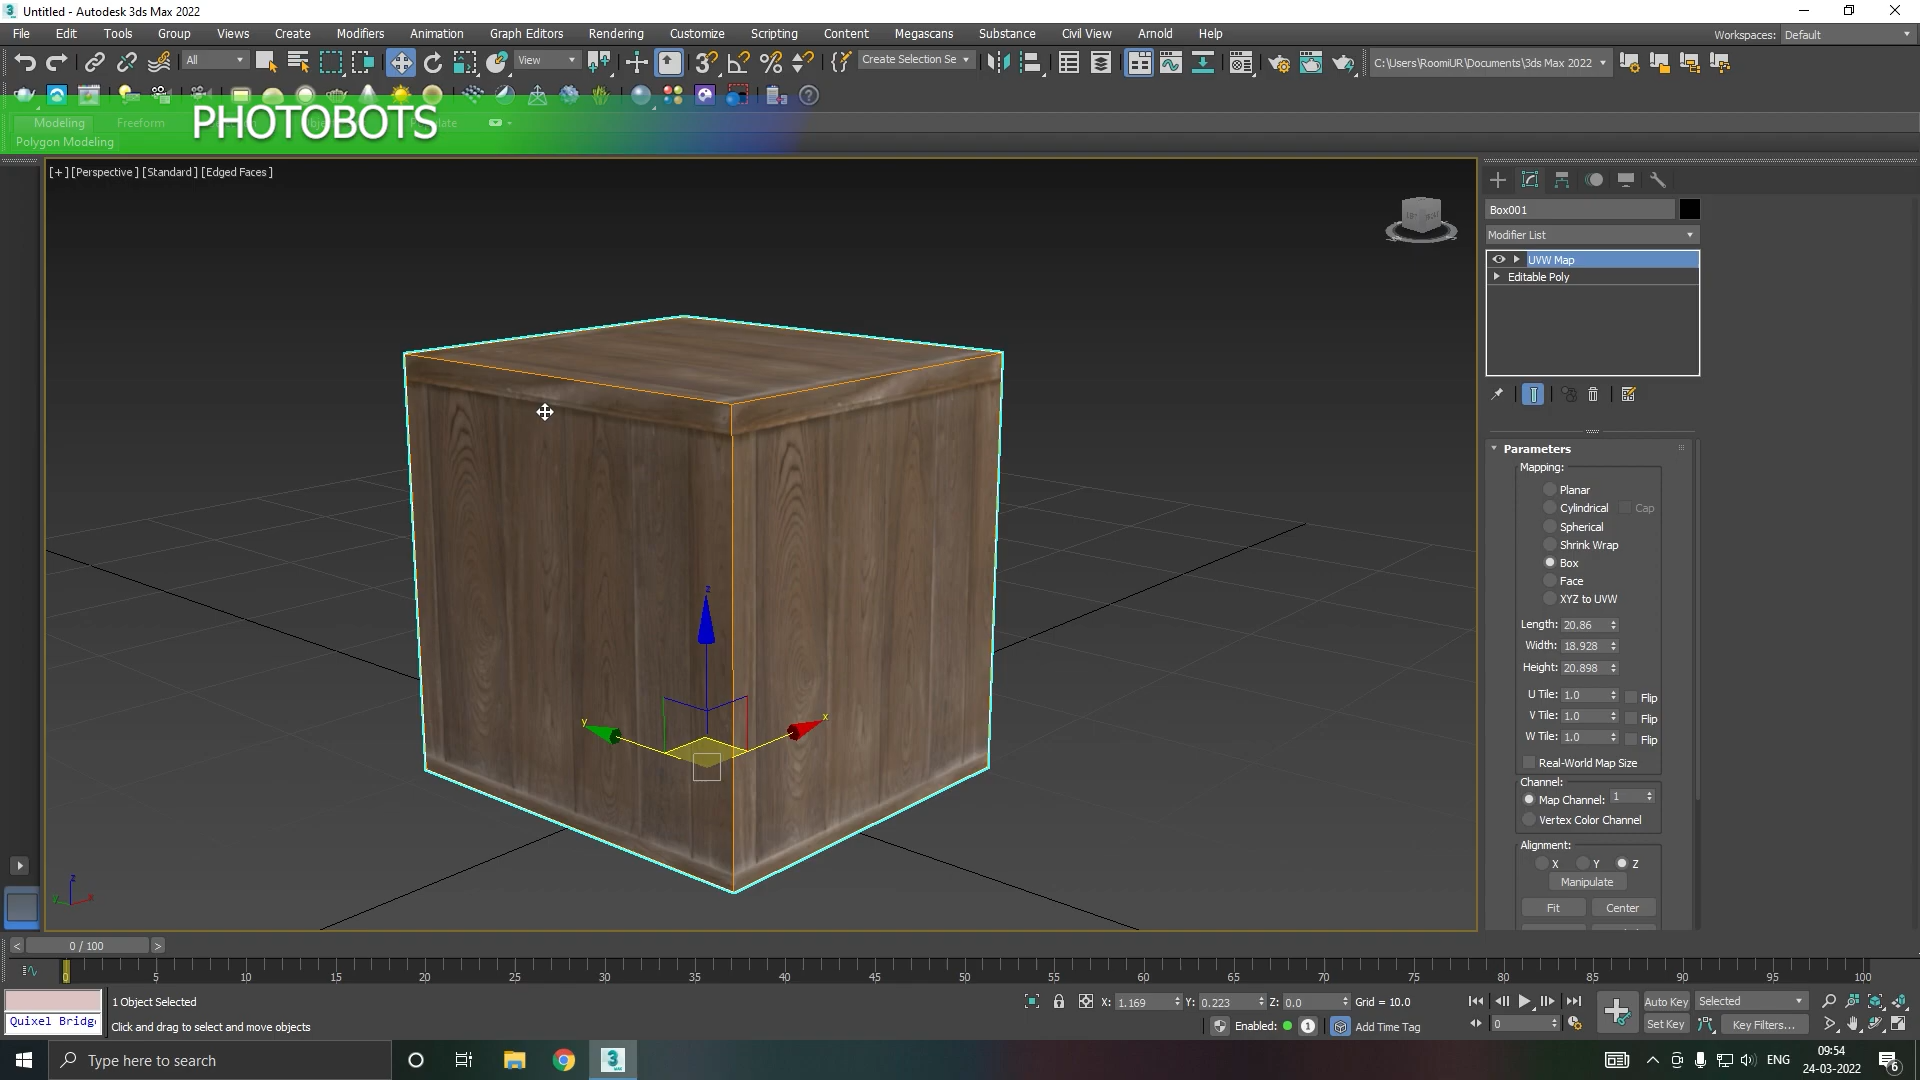 Untitled - Autodesk 3ds Max 2022
File Edit Tools Group Views Create Modifiers Animation Graph Editors Rendering Customize Scripting Content Megascans Substance Civil View Arnold Help
Workspaces: Default
All View Create Selection Se C:\Users\RoomiUR\Documents\3ds Max 2022
PHOTOBOTS
Modeling Freeform
Polygon Modeling
[+] [Perspective] [Standard] [Edged Faces]
Box001
Modifier List
UVW Map
Editable Poly
Parameters
Mapping:
Planar
Cylindrical Cap
Spherical
Shrink Wrap
Box
Face
XYZ to UVW
Length: 20.86
Width: 18.928
Height: 20.898
U Tile: 1.0 Flip
V Tile: 1.0 Flip
W Tile: 1.0 Flip
Real-World Map Size
Channel:
Map Channel: 1
Vertex Color Channel
Alignment:
X Y Z
Manipulate
Fit Center
z
y x
z
y x
< 0 / 100 >
0 5 10 15 20 25 30 35 40 45 50 55 60 65 70 75 80 85 90 95 100
1 Object Selected
X: 1.169 Y: 0.223 Z: 0.0 Grid = 10.0
Auto Key Selected
Quixel Bridg
Click and drag to select and move objects
Enabled: 1 Add Time Tag
0
Set Key Key Filters...
Type here to search
ENG
09:54
24-03-2022
6